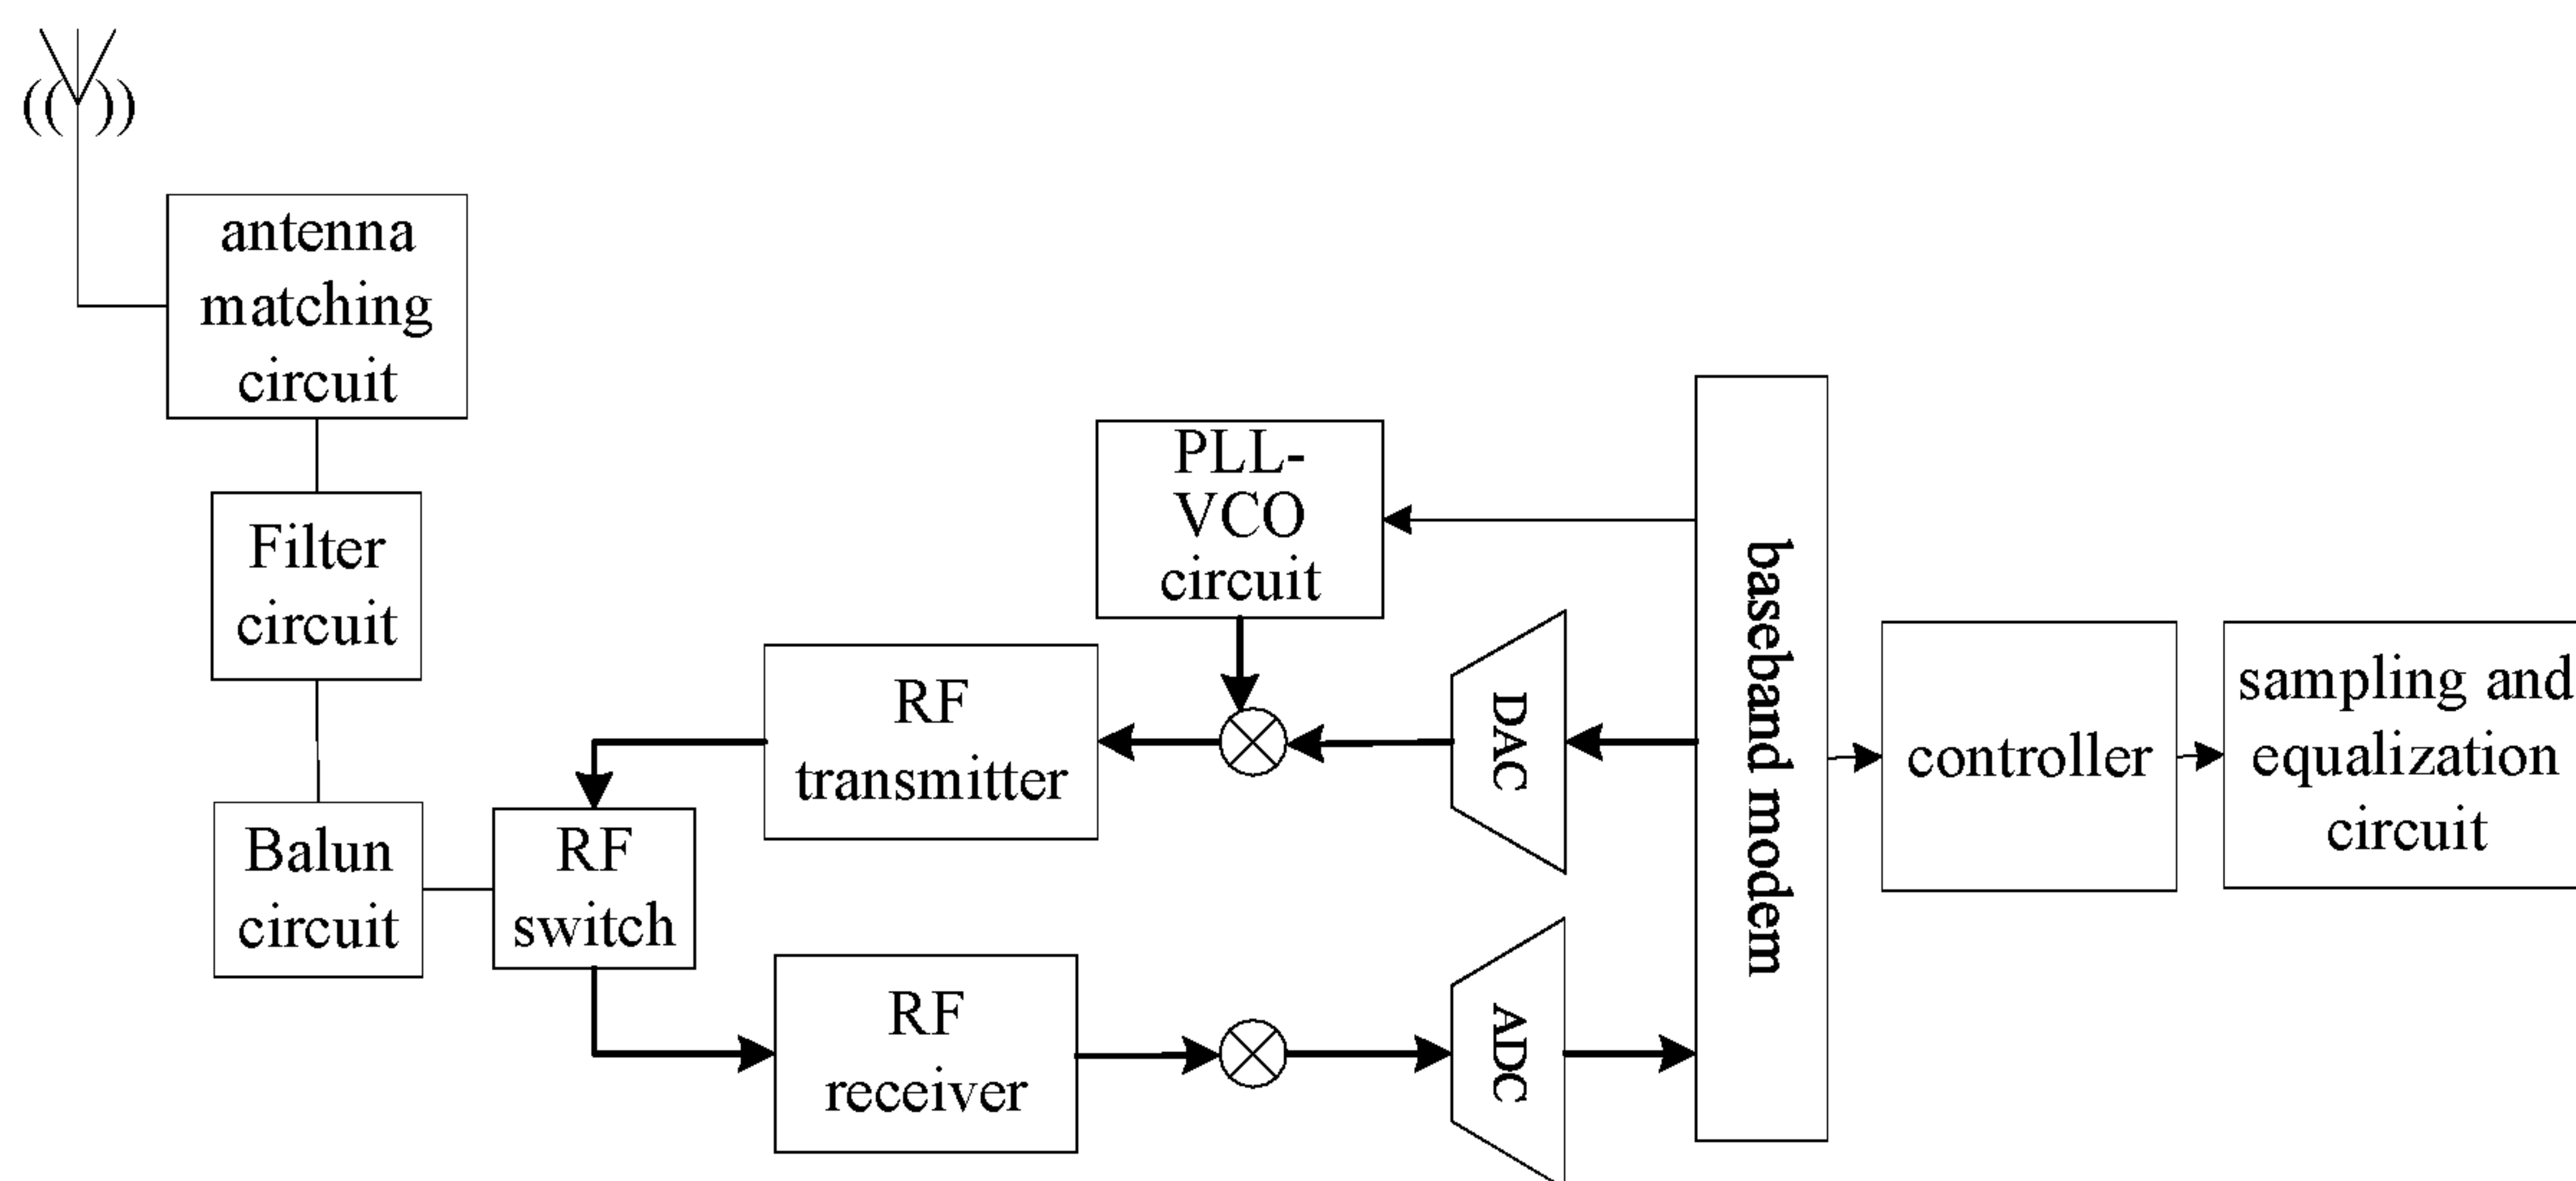 (( ))
antenna
matching
circuit
Filter
circuit
Balun
circuit
RF
switch
RF
transmitter
RF
receiver
PLL-
VCO
circuit
DAC
ADC
baseband modem
controller
sampling and
equalization
circuit